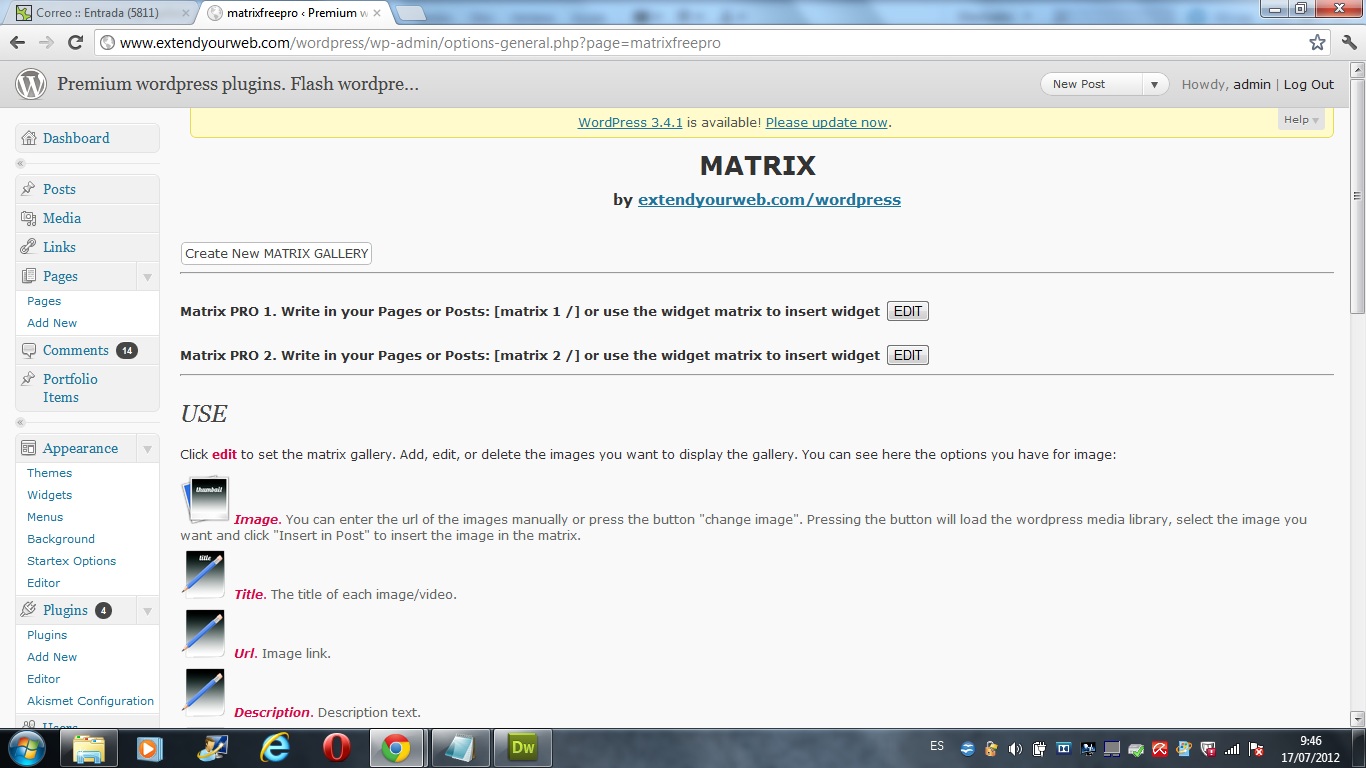 Correo :: Entrada (5811)
matrixfreepro ‹ Premium w
www.extendyourweb.com/wordpress/wp-admin/options-general.php?page=matrixfreepro
Premium wordpress plugins. Flash wordpre...
New Post
Howdy, admin | Log Out
WordPress 3.4.1 is available! Please update now.
Help
Dashboard
Posts
Media
Links
Pages
Pages
Add New
Comments 14
Portfolio
Items
Appearance
Themes
Widgets
Menus
Background
Startex Options
Editor
Plugins 4
Plugins
Add New
Editor
Akismet Configuration
Users
MATRIX
by extendyourweb.com/wordpress
Create New MATRIX GALLERY
Matrix PRO 1. Write in your Pages or Posts: [matrix 1 /] or use the widget matrix to insert widget EDIT
Matrix PRO 2. Write in your Pages or Posts: [matrix 2 /] or use the widget matrix to insert widget EDIT
USE
Click edit to set the matrix gallery. Add, edit, or delete the images you want to display the gallery. You can see here the options you have for image:
thumbail
Image. You can enter the url of the images manually or press the button "change image". Pressing the button will load the wordpress media library, select the image you
want and click "Insert in Post" to insert the image in the matrix.
title
Title. The title of each image/video.
Url. Image link.
Description. Description text.
Dw
ES
9:46
17/07/2012